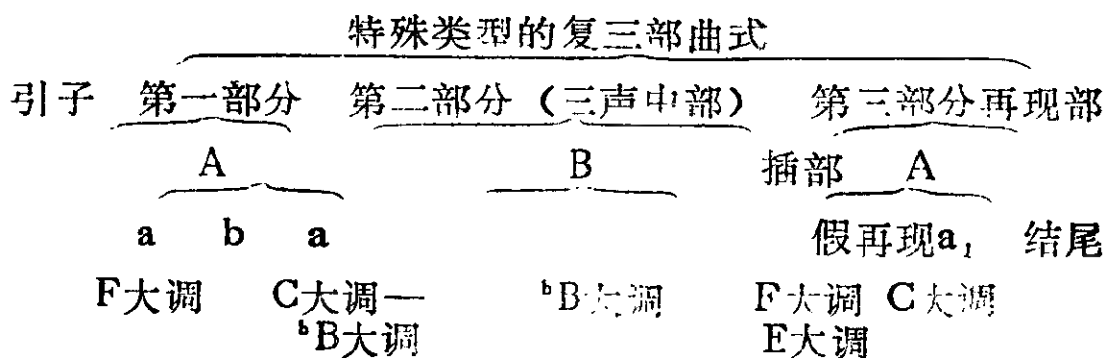 特殊类型的复三部曲式
引子 第一部分 第二部分（三声中部） 第三部分再现部
A B 插部 A
a b a 假再现a₁ 结尾
F大调 C大调— ᵇB大调 F大调 C大调
ᵇB大调 E大调